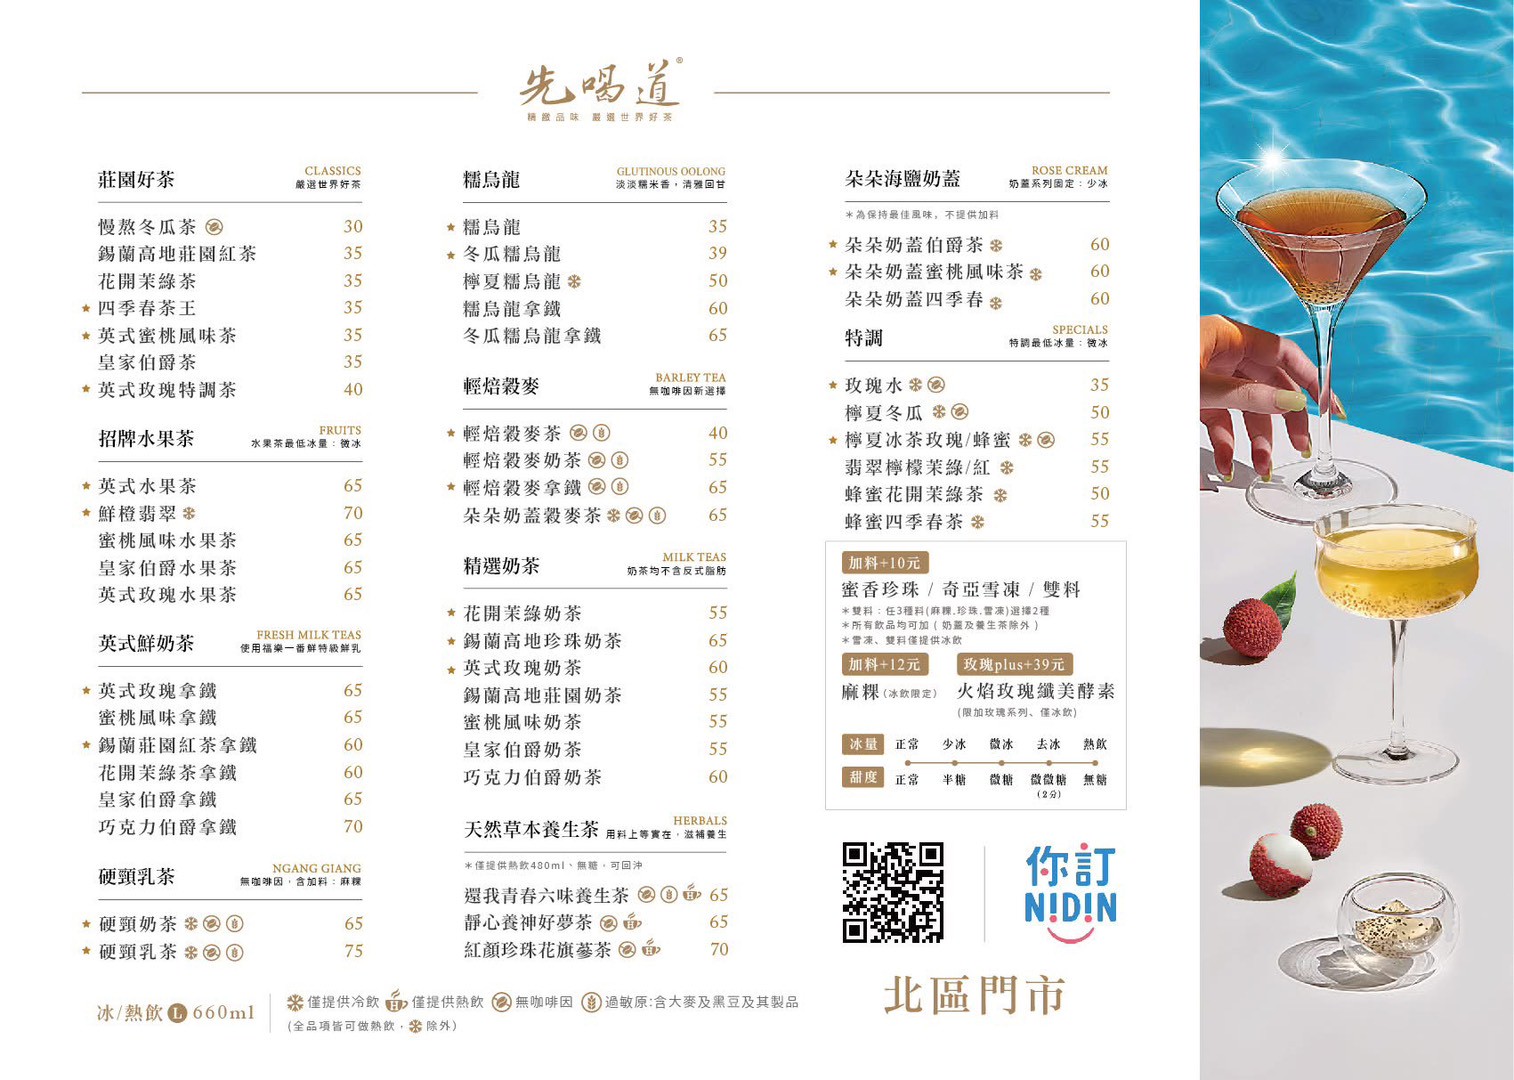 先喝道®
精緻品味 嚴選世界好茶
莊園好茶 CLASSICS
嚴選世界好茶
慢熬冬瓜茶 30
錫蘭高地莊園紅茶 35
花開茉綠茶 35
★ 四季春茶王 35
★ 英式蜜桃風味茶 35
皇家伯爵茶 35
★ 英式玫瑰特調茶 40
招牌水果茶 FRUITS
水果茶最低冰量：微冰
★ 英式水果茶 65
★ 鮮橙翡翠 70
蜜桃風味水果茶 65
皇家伯爵水果茶 65
英式玫瑰水果茶 65
英式鮮奶茶 FRESH MILK TEAS
使用福樂一番鮮特級鮮乳
★ 英式玫瑰拿鐵 65
蜜桃風味拿鐵 65
★ 錫蘭莊園紅茶拿鐵 60
花開茉綠茶拿鐵 60
皇家伯爵拿鐵 65
巧克力伯爵拿鐵 70
硬頸乳茶 NGANG GIANG
無咖啡因，含加料：麻粿
★ 硬頸奶茶 65
★ 硬頸乳茶 75
糯烏龍 GLUTINOUS OOLONG
淡淡糯米香，清雅回甘
★ 糯烏龍 35
★ 冬瓜糯烏龍 39
檸夏糯烏龍 50
糯烏龍拿鐵 60
冬瓜糯烏龍拿鐵 65
輕焙穀麥 BARLEY TEA
無咖啡因新選擇
★ 輕焙穀麥茶 40
輕焙穀麥奶茶 55
★ 輕焙穀麥拿鐵 65
朵朵奶蓋穀麥茶 65
精選奶茶 MILK TEAS
奶茶均不含反式脂肪
★ 花開茉綠奶茶 55
★ 錫蘭高地珍珠奶茶 65
★ 英式玫瑰奶茶 60
錫蘭高地莊園奶茶 55
蜜桃風味奶茶 55
皇家伯爵奶茶 55
巧克力伯爵奶茶 60
天然草本養生茶 HERBALS
用料上等實在，滋補養生
＊僅提供熱飲480ml、無糖，可回沖
還我青春六味養生茶 65
靜心養神好夢茶 65
紅顏珍珠花旗蔘茶 70
朵朵海鹽奶蓋 ROSE CREAM
奶蓋系列固定：少冰
＊為保持最佳風味，不提供加料
★ 朵朵奶蓋伯爵茶 60
★ 朵朵奶蓋蜜桃風味茶 60
朵朵奶蓋四季春 60
特調 SPECIALS
特調最低冰量：微冰
★ 玫瑰水 35
檸夏冬瓜 50
★ 檸夏冰茶玫瑰/蜂蜜 55
翡翠檸檬茉綠/紅 55
蜂蜜花開茉綠茶 50
蜂蜜四季春茶 55
加料+10元
蜜香珍珠 / 奇亞雪凍 / 雙料
＊雙料：任3種料(麻粿.珍珠.雪凍)選擇2種
＊所有飲品均可加（奶蓋及養生茶除外）
＊雪凍、雙料僅提供冰飲
加料+12元 玫瑰plus+39元
麻粿（冰飲限定） 火焰玫瑰纖美酵素
(限加玫瑰系列、僅冰飲)
冰量 正常 少冰 微冰 去冰 熱飲
甜度 正常 半糖 微糖 微微糖 無糖
(2分)
你訂
NIDIN
北區門市
冰/熱飲 L 660ml
僅提供冷飲 僅提供熱飲 無咖啡因 過敏原:含大麥及黑豆及其製品
(全品項皆可做熱飲，除外)